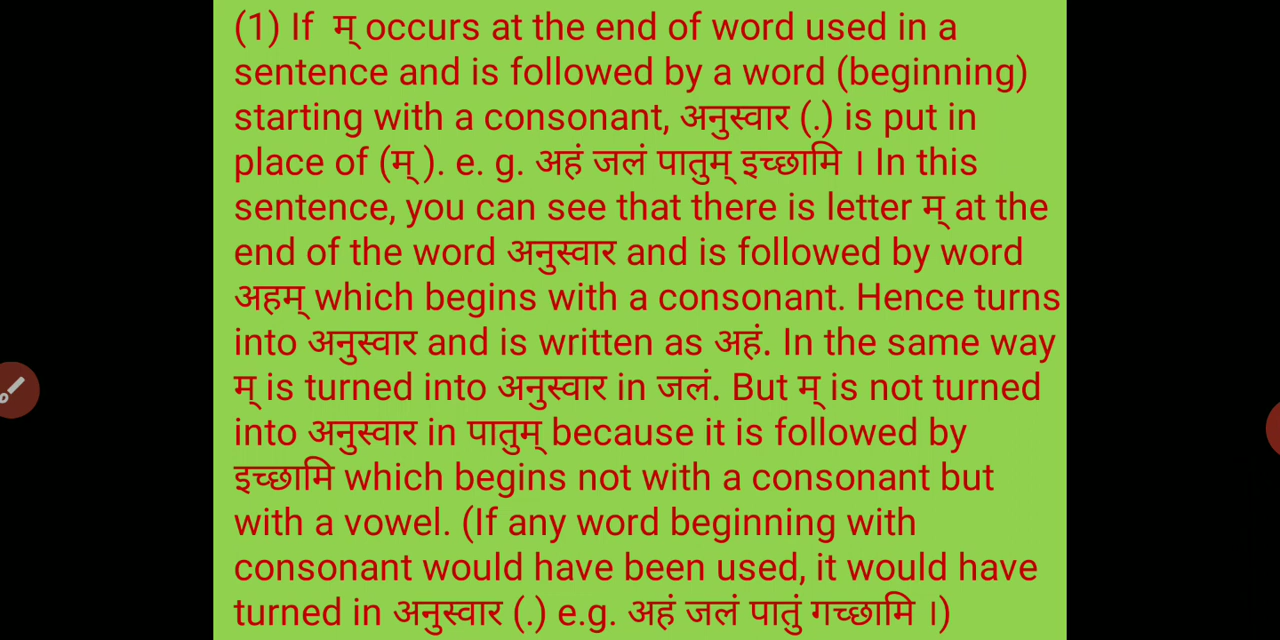 (1) If म् occurs at the end of word used in a
sentence and is followed by a word (beginning)
starting with a consonant, अनुस्वार (.) is put in
place of (म् ). e. g. अहं जलं पातुम् इच्छामि । In this
sentence, you can see that there is letter म् at the
end of the word अनुस्वार and is followed by word
अहम् which begins with a consonant. Hence turns
into अनुस्वार and is written as अहं. In the same way
म् is turned into अनुस्वार in जलं. But म् is not turned
into अनुस्वार in पातुम् because it is followed by
इच्छामि which begins not with a consonant but
with a vowel. (If any word beginning with
consonant would have been used, it would have
turned in अनुस्वार (.) e.g. अहं जलं पातुं गच्छामि ।)